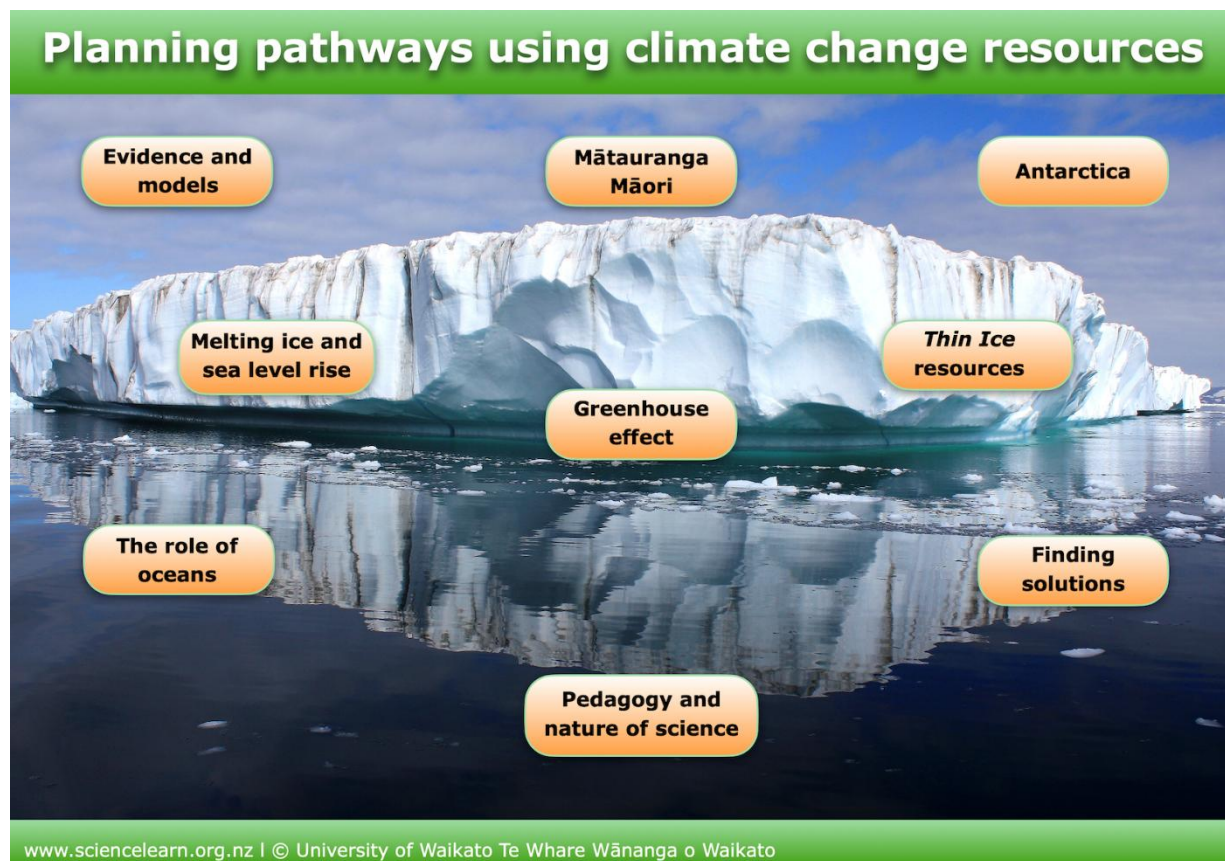 Planning pathways using climate change resources
Evidence and
models
Mātauranga
Māori
Antarctica
Melting ice and
sea level rise
Thin Ice
resources
Greenhouse
effect
The role of
oceans
Finding
solutions
Pedagogy and
nature of science
www.sciencelearn.org.nz l © University of Waikato Te Whare Wānanga o Waikato